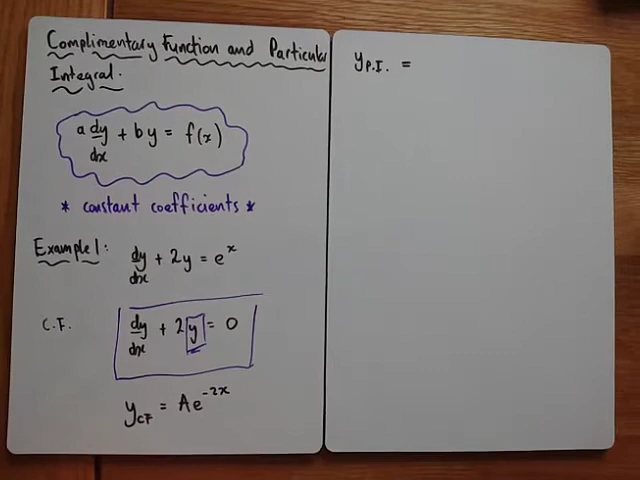 Complimentary Function and Particular
Integral.
a dy/dx + by = f(x)
* constant coefficients *
Example 1: dy/dx + 2y = e^x
C.F. dy/dx + 2y = 0
y_CF = Ae^-2x
y_P.I. =